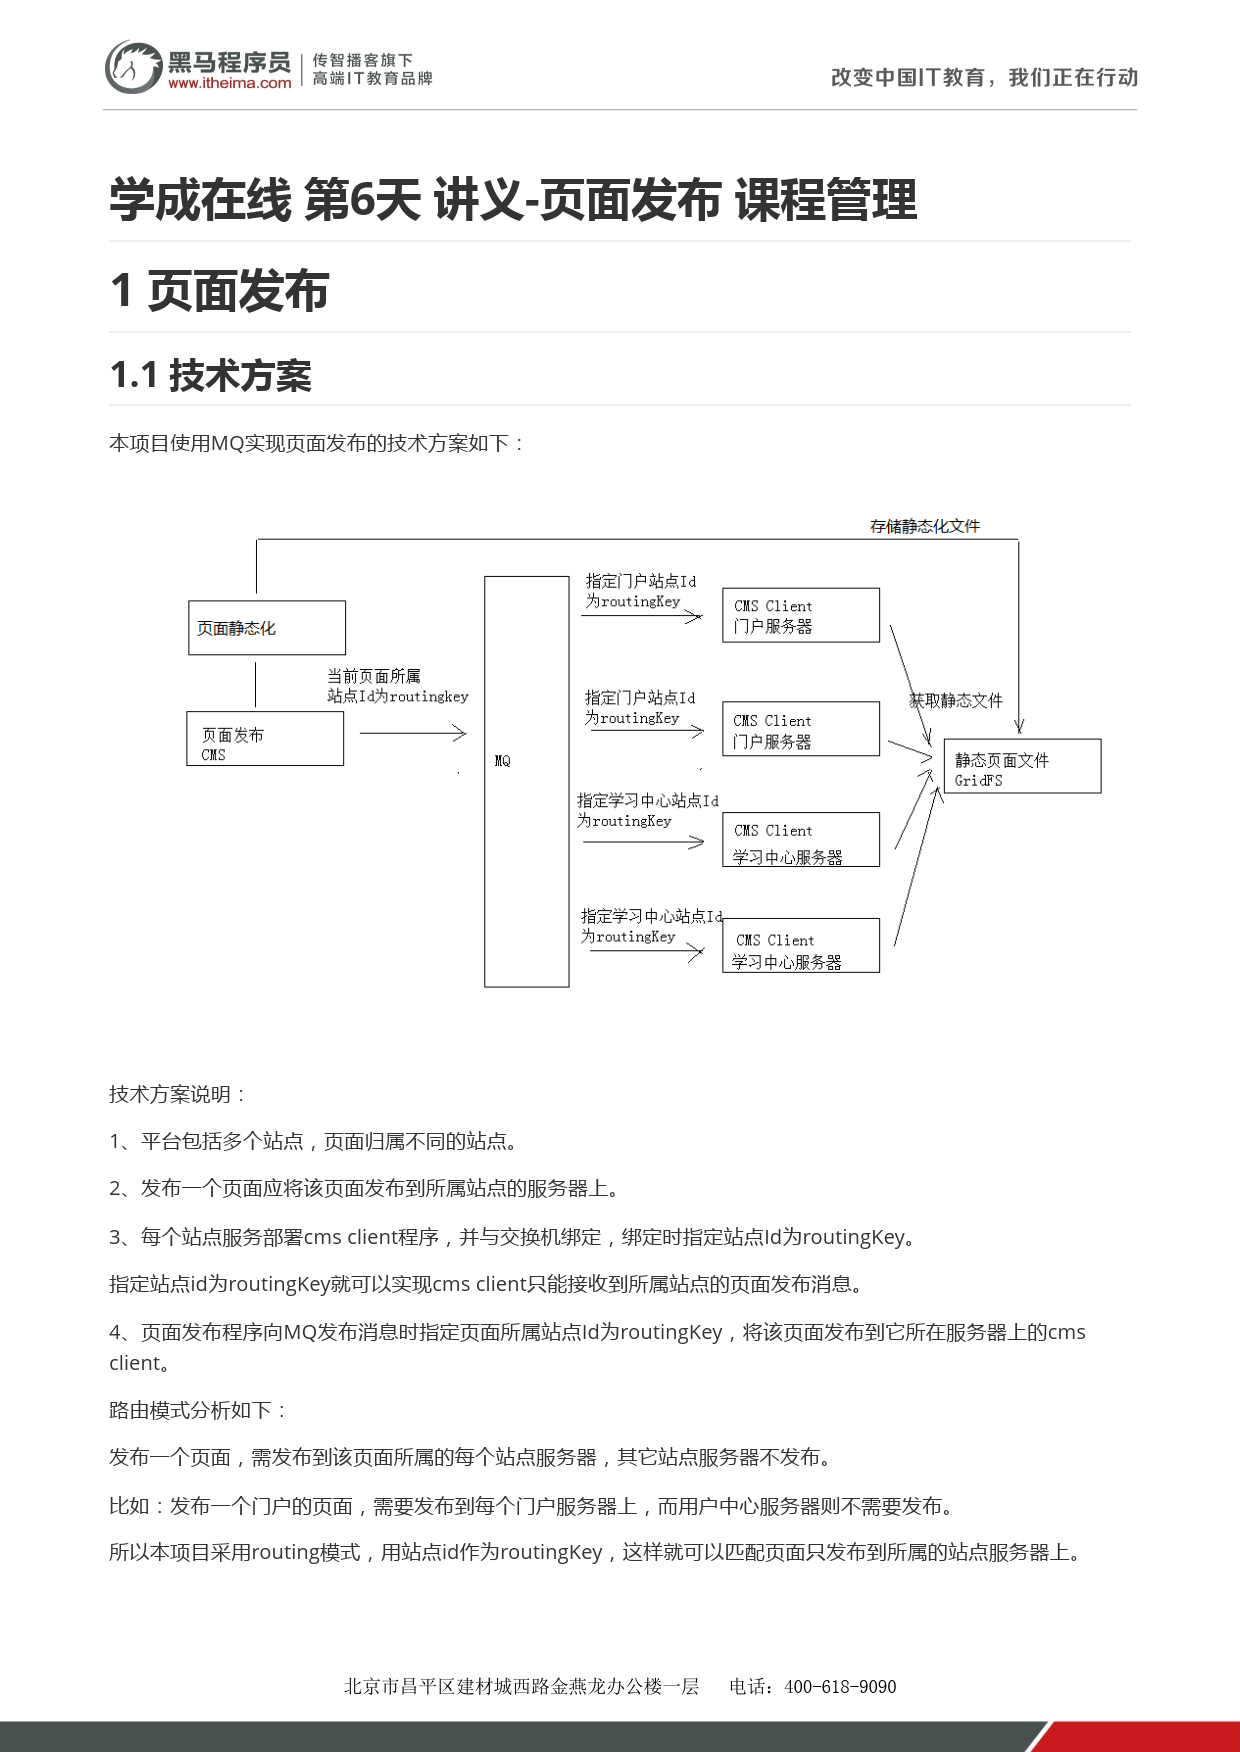 黑马程序员
www.itheima.com
传智播客旗下
高端IT教育品牌
改变中国IT教育，我们正在行动
学成在线 第6天 讲义-页面发布 课程管理
1 页面发布
1.1 技术方案
本项目使用MQ实现页面发布的技术方案如下：
存储静态化文件
指定门户站点Id
为routingKey
CMS Client
门户服务器
页面静态化
当前页面所属
站点Id为routingkey
指定门户站点Id
为routingKey
获取静态文件
页面发布
CMS
CMS Client
门户服务器
MQ
静态页面文件
GridFS
指定学习中心站点Id
为routingKey
CMS Client
学习中心服务器
指定学习中心站点Id
为routingKey
CMS Client
学习中心服务器
技术方案说明：
1、平台包括多个站点，页面归属不同的站点。
2、发布一个页面应将该页面发布到所属站点的服务器上。
3、每个站点服务部署cms client程序，并与交换机绑定，绑定时指定站点Id为routingKey。
指定站点id为routingKey就可以实现cms client只能接收到所属站点的页面发布消息。
4、页面发布程序向MQ发布消息时指定页面所属站点Id为routingKey，将该页面发布到它所在服务器上的cms
client。
路由模式分析如下：
发布一个页面，需发布到该页面所属的每个站点服务器，其它站点服务器不发布。
比如：发布一个门户的页面，需要发布到每个门户服务器上，而用户中心服务器则不需要发布。
所以本项目采用routing模式，用站点id作为routingKey，这样就可以匹配页面只发布到所属的站点服务器上。
北京市昌平区建材城西路金燕龙办公楼一层 电话：400-618-9090